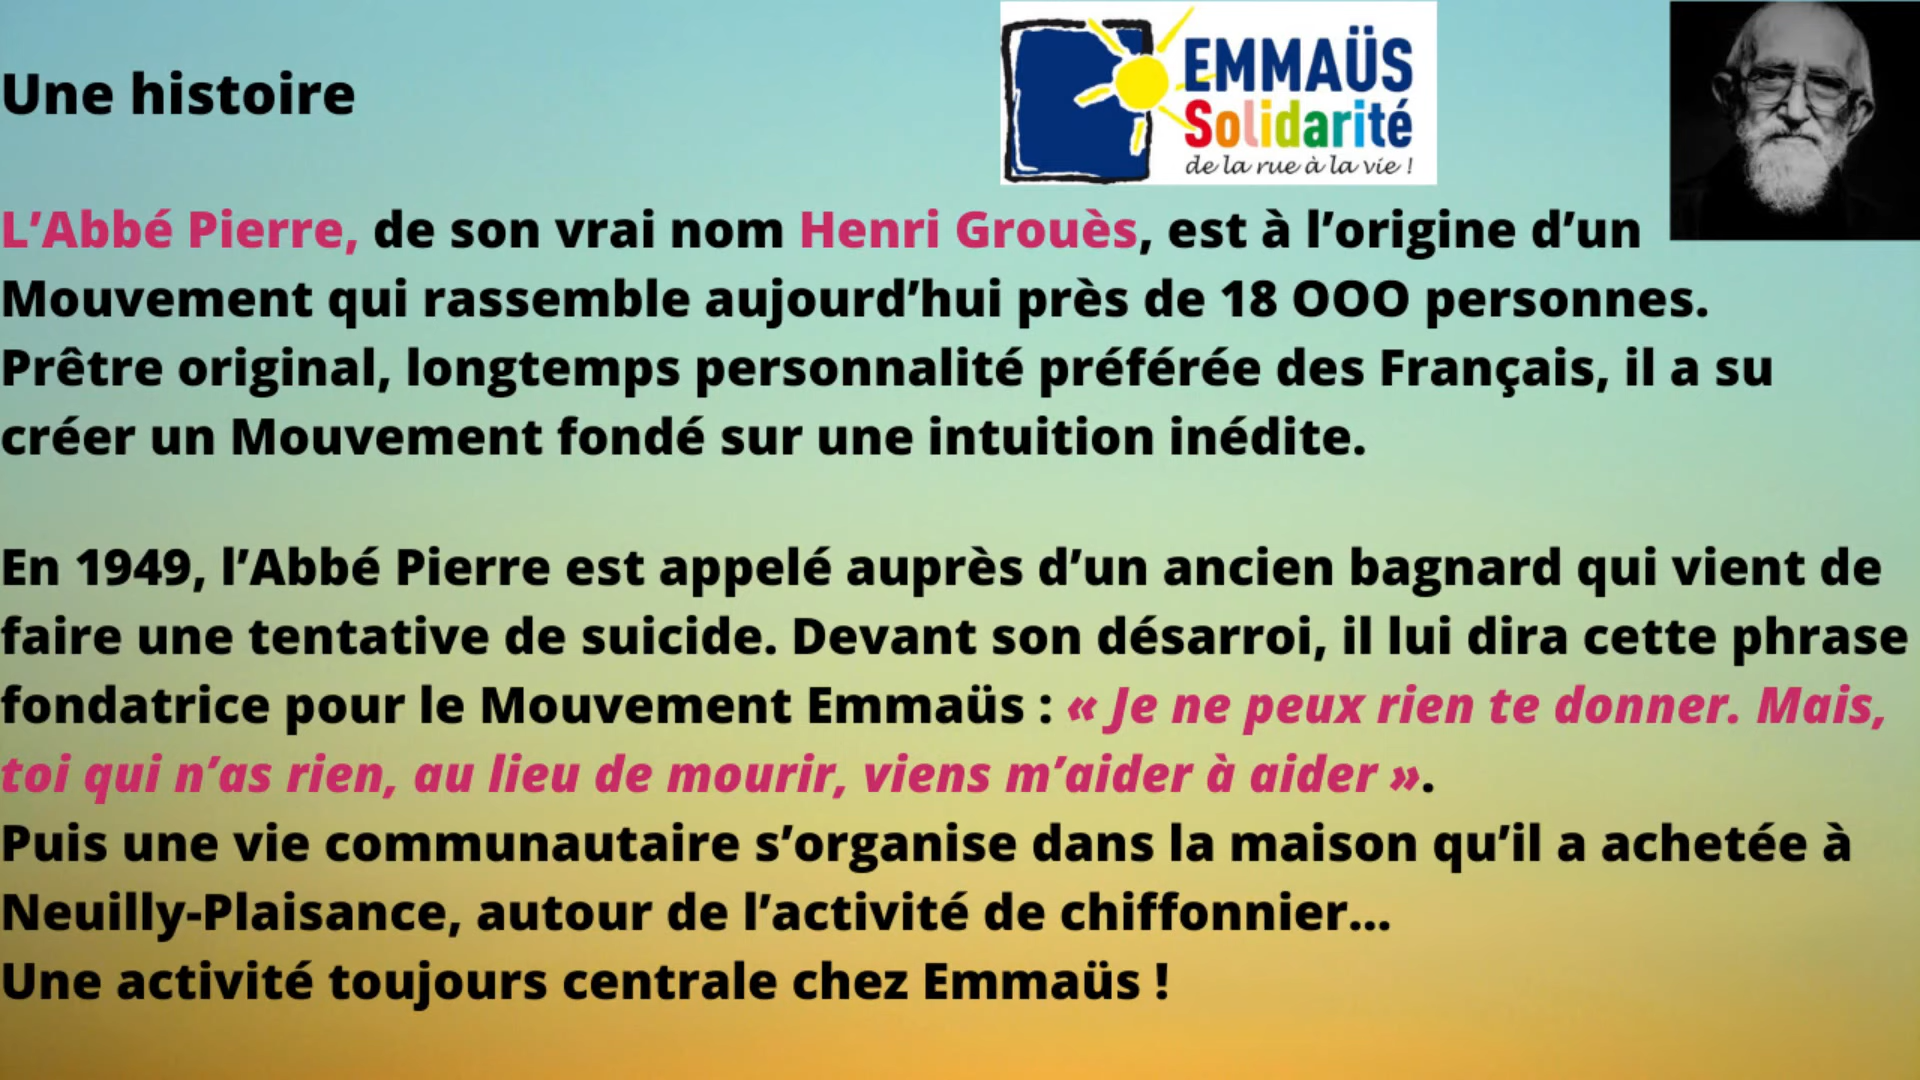 EMMAÜS
Solidarité
de la rue à la vie !
Une histoire
L’Abbé Pierre, de son vrai nom Henri Grouès, est à l’origine d’un
Mouvement qui rassemble aujourd’hui près de 18 OOO personnes.
Prêtre original, longtemps personnalité préférée des Français, il a su
créer un Mouvement fondé sur une intuition inédite.
En 1949, l’Abbé Pierre est appelé auprès d’un ancien bagnard qui vient de
faire une tentative de suicide. Devant son désarroi, il lui dira cette phrase
fondatrice pour le Mouvement Emmaüs : « Je ne peux rien te donner. Mais,
toi qui n’as rien, au lieu de mourir, viens m’aider à aider ».
Puis une vie communautaire s’organise dans la maison qu’il a achetée à
Neuilly-Plaisance, autour de l’activité de chiffonnier...
Une activité toujours centrale chez Emmaüs !